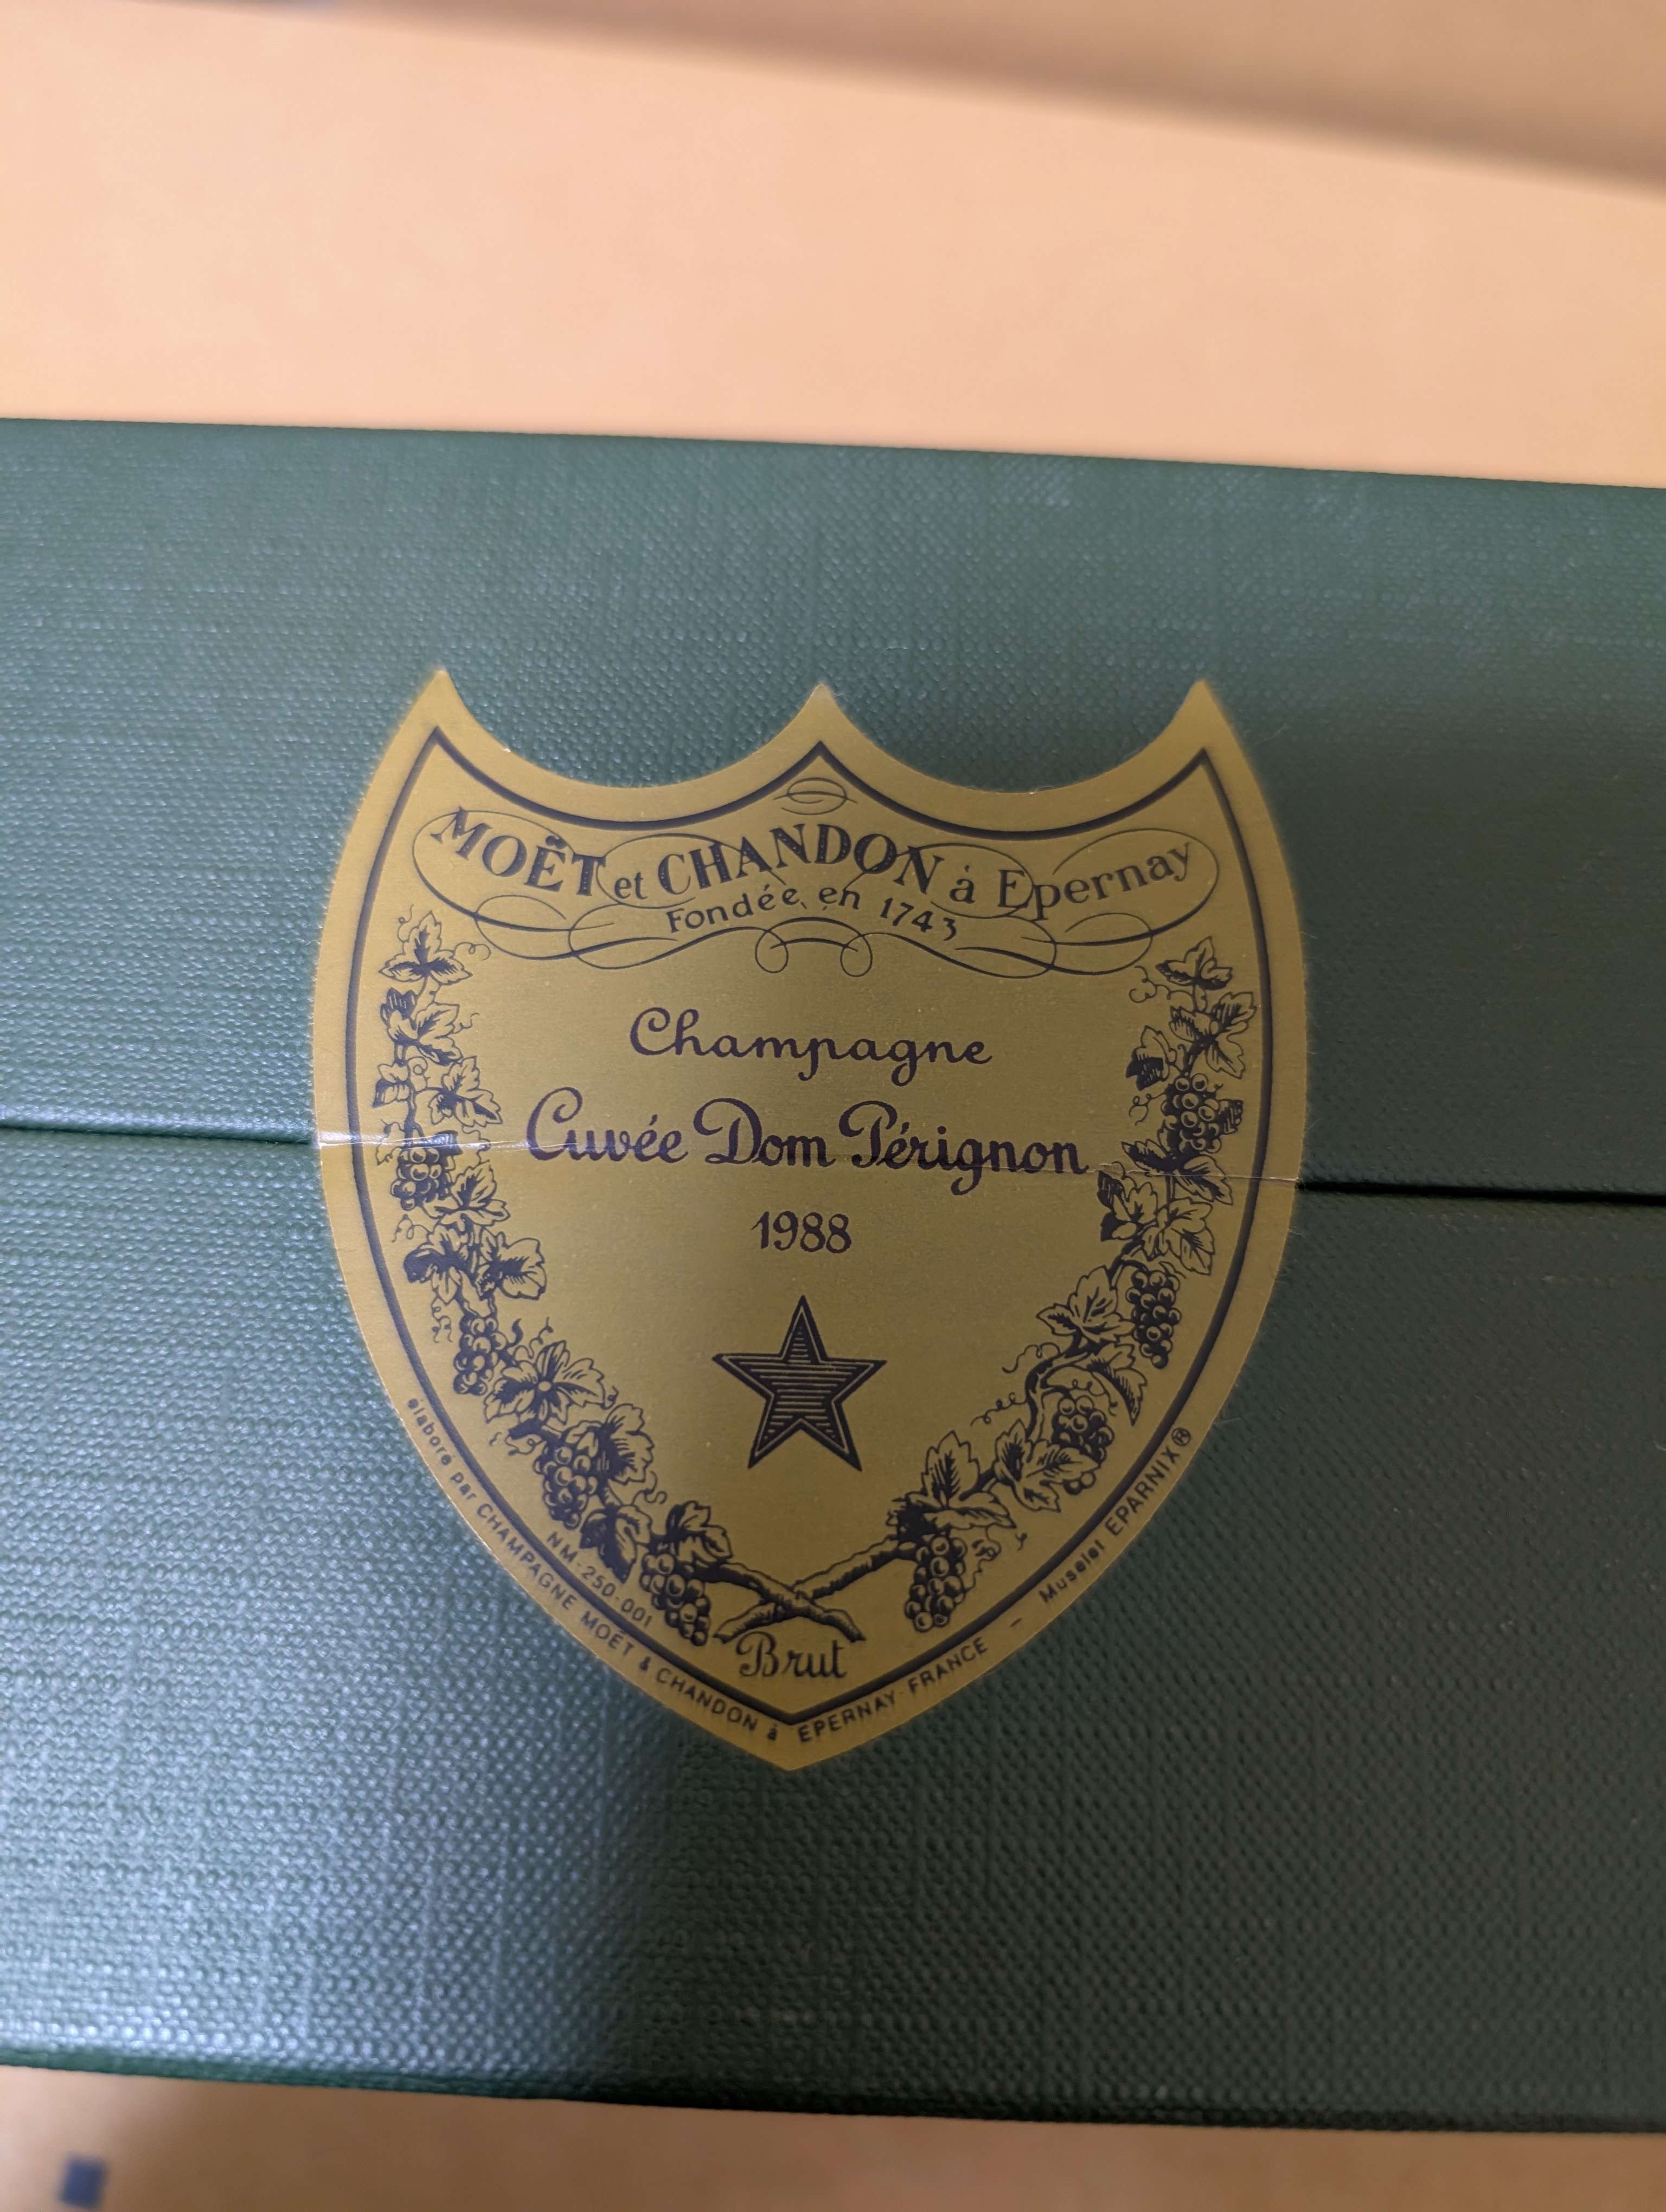 MOËT et CHANDON à Epernay
Fondée en 1743
Champagne
Cuvée Dom Pérignon
1988
Brut
NM-250-001
elaboré par CHAMPAGNE MOËT & CHANDON à EPERNAY-FRANCE - Muselet EPARNIX®